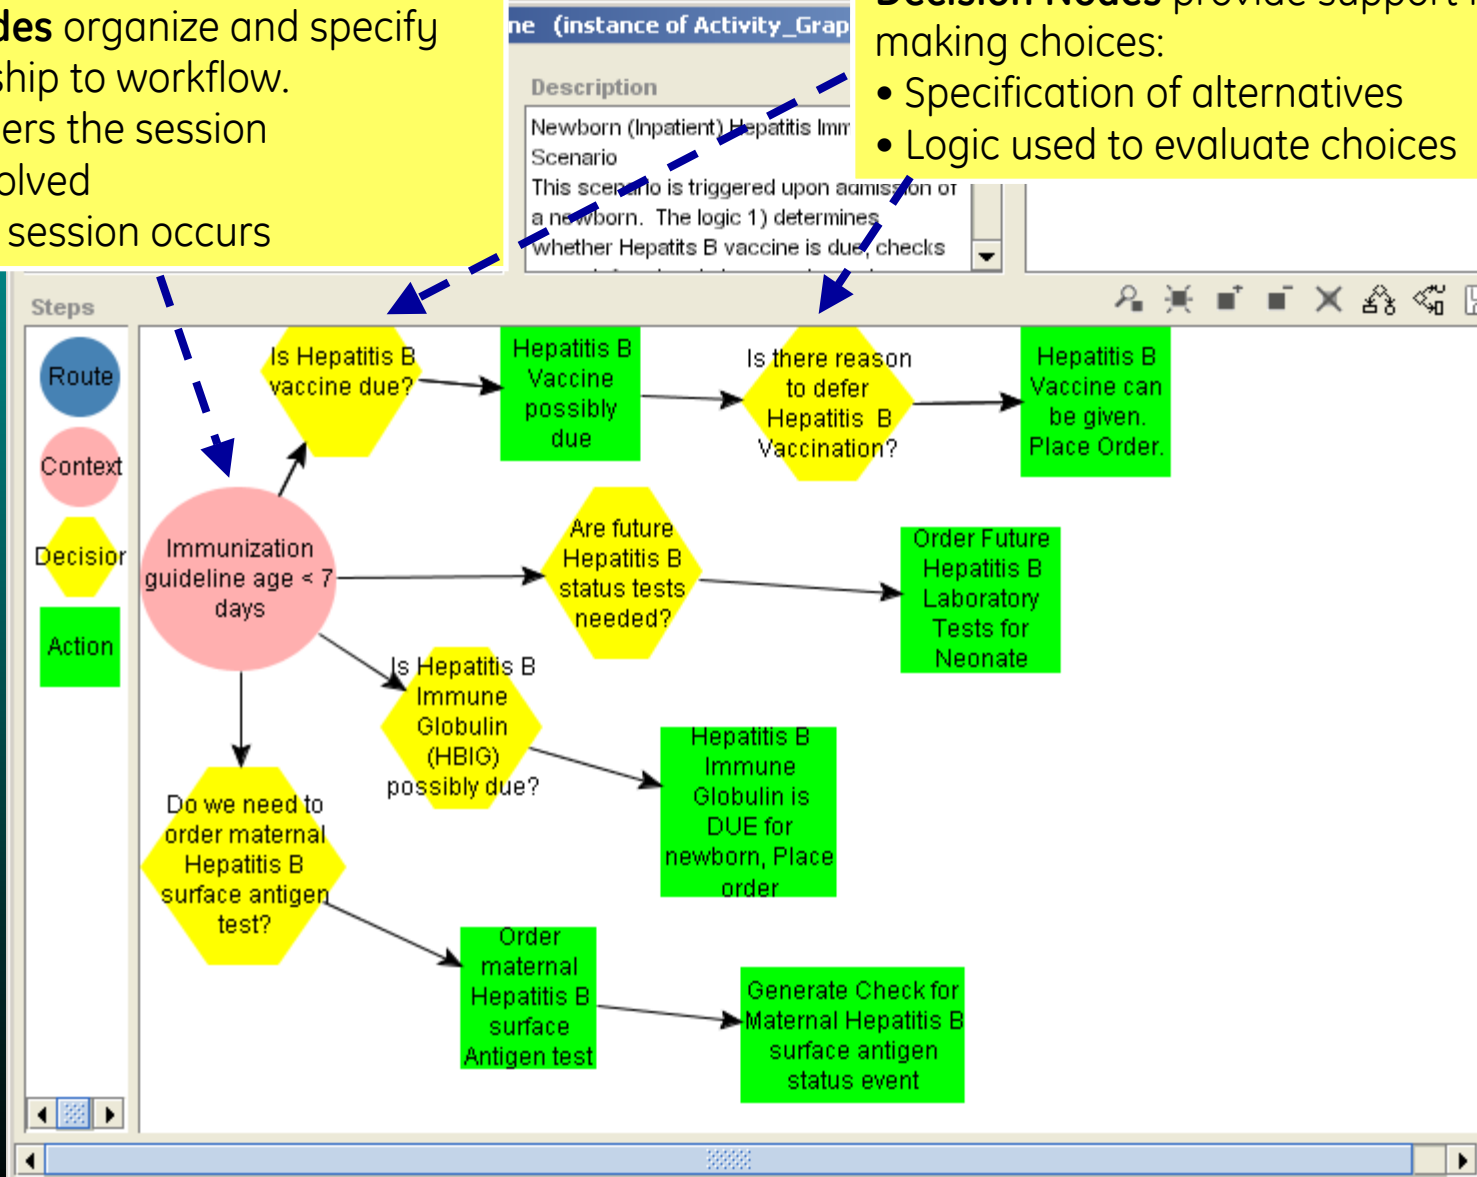 des organize and specify
ship to workflow.
ers the session
olved
session occurs
ne (instance of Activity_Grap
Decision Nodes provide support
making choices:
• Specification of alternatives
• Logic used to evaluate choices
Description
Newborn (Inpatient) Hepatitis Imm
Scenario
This scenario is triggered upon admission of
a newborn. The logic 1) determines
whether Hepatits B vaccine is due, checks
Steps
Route
Context
Decision
Action
Is Hepatitis B
vaccine due?
Hepatitis B
Vaccine
possibly
due
Is there reason
to defer
Hepatitis B
Vaccination?
Hepatitis B
Vaccine can
be given.
Place Order.
Immunization
guideline age < 7
days
Are future
Hepatitis B
status tests
needed?
Order Future
Hepatitis B
Laboratory
Tests for
Neonate
Is Hepatitis B
Immune
Globulin
(HBIG)
possibly due?
Hepatitis B
Immune
Globulin is
DUE for
newborn, Place
order
Do we need to
order maternal
Hepatitis B
surface antigen
test?
Order
maternal
Hepatitis B
surface
Antigen test
Generate Check for
Maternal Hepatitis B
surface antigen
status event